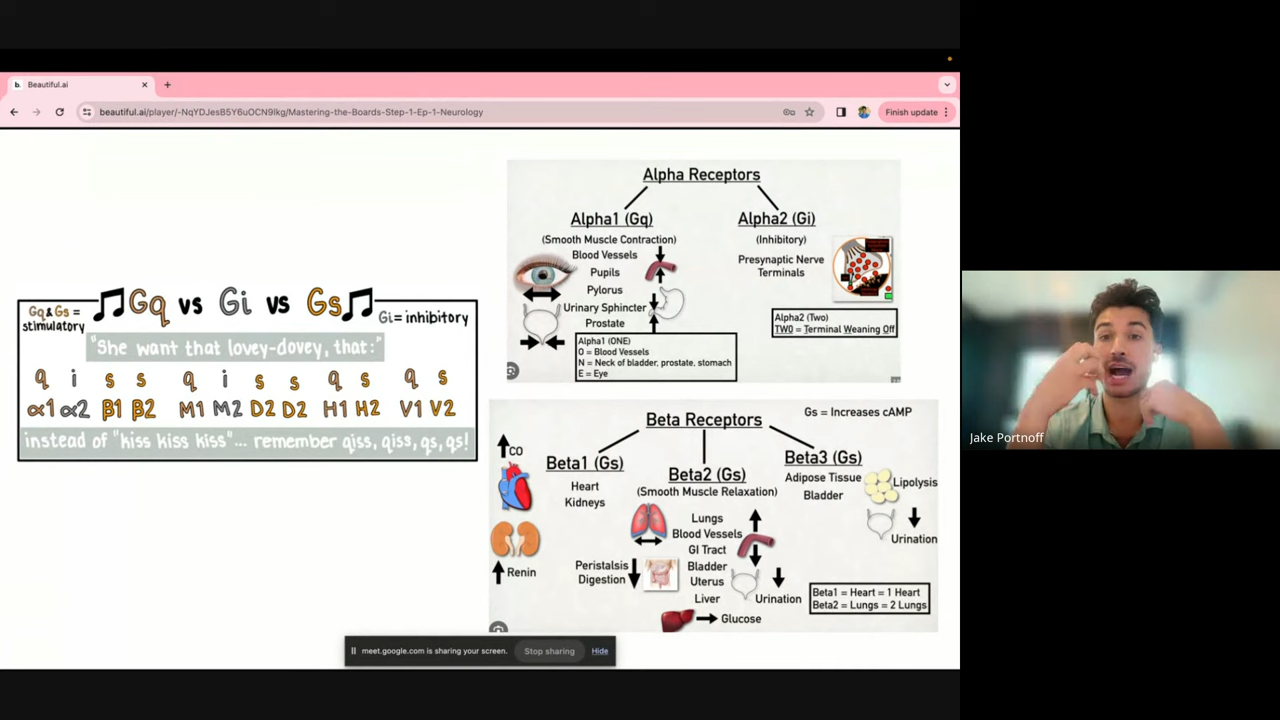 b. Beautiful.ai
beautiful.ai/player/-NqYDJesB5Y6uOCN9lkg/Mastering-the-Boards-Step-1-Ep-1-Neurology
Finish update
Gq&Gs =
stimulatory
Gq vs Gi vs Gs
Gi= inhibitory
"She want that lovey-dovey, that:"
q i s s q i s s q s q s
α1 α2 β1 β2 M1 M2 D2 D2 H1 H2 V1 V2
instead of "kiss kiss kiss"... remember qiss, qiss, qs, qs!
Alpha Receptors
Alpha1 (Gq)
(Smooth Muscle Contraction)
Blood Vessels
Pupils
Pylorus
Urinary Sphincter
Prostate
Alpha1 (ONE)
O = Blood Vessels
N = Neck of bladder, prostate, stomach
E = Eye
Alpha2 (Gi)
(Inhibitory)
Presynaptic Nerve
Terminals
Alpha2 (Two)
TWO = Terminal Weaning Off
Beta Receptors
Gs = Increases cAMP
CO
Beta1 (Gs)
Heart
Kidneys
Renin
Beta2 (Gs)
(Smooth Muscle Relaxation)
Lungs
Blood Vessels
GI Tract
Bladder
Uterus
Liver
Peristalsis
Digestion
Urination
Glucose
Beta3 (Gs)
Adipose Tissue
Bladder
Lipolysis
Urination
Beta1 = Heart = 1 Heart
Beta2 = Lungs = 2 Lungs
meet.google.com is sharing your screen.
Stop sharing
Hide
Jake Portnoff